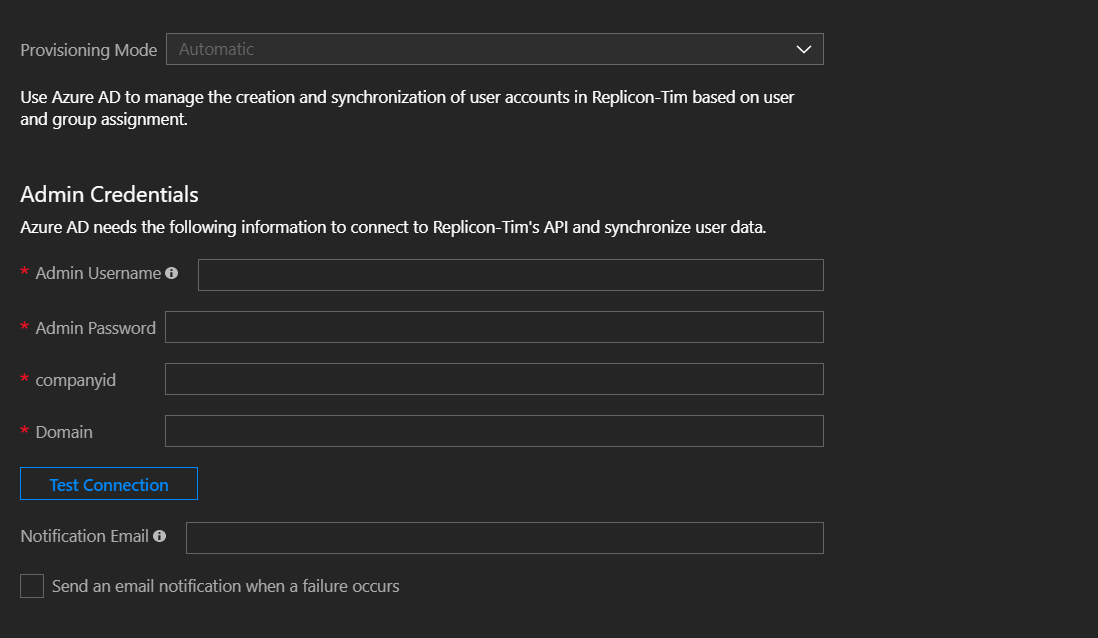 Provisioning Mode Automatic
Use Azure AD to manage the creation and synchronization of user accounts in Replicon-Tim based on user
and group assignment.
Admin Credentials
Azure AD needs the following information to connect to Replicon-Tim's API and synchronize user data.
* Admin Username
* Admin Password
* companyid
* Domain
Test Connection
Notification Email
Send an email notification when a failure occurs